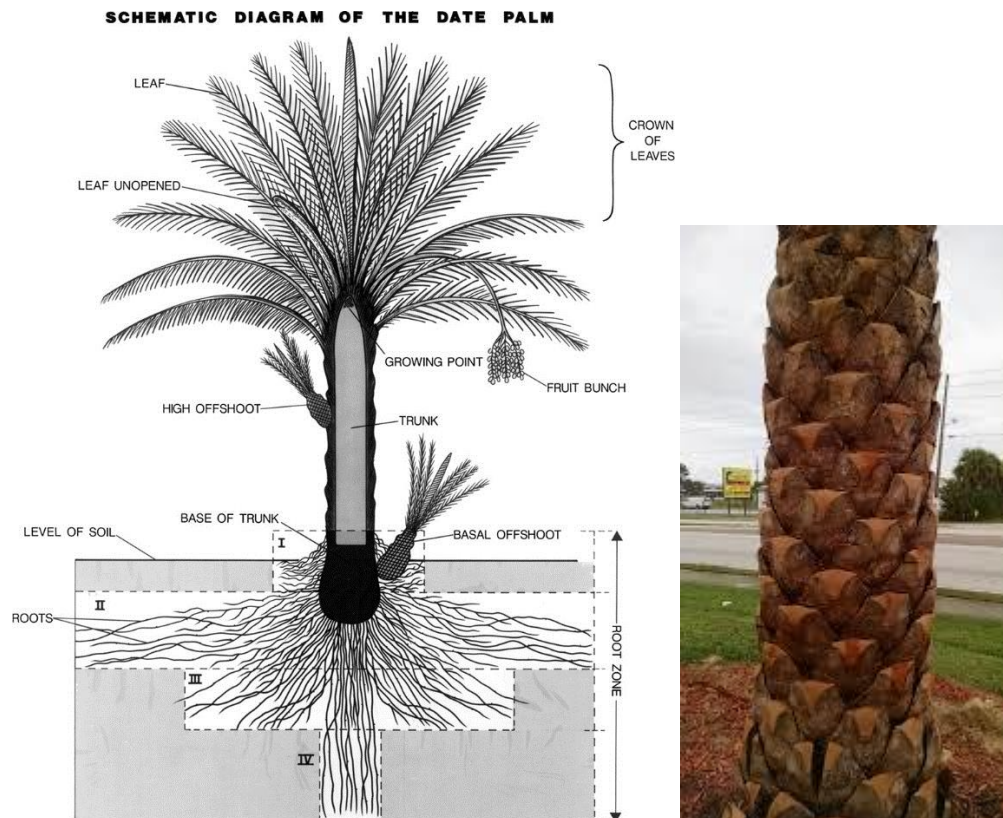 SCHEMATIC DIAGRAM OF THE DATE PALM
LEAF
CROWN
OF
LEAVES
LEAF UNOPENED
GROWING POINT
FRUIT BUNCH
HIGH OFFSHOOT
TRUNK
BASE OF TRUNK
LEVEL OF SOIL
I
BASAL OFFSHOOT
II
ROOTS
ROOT ZONE
III
IV